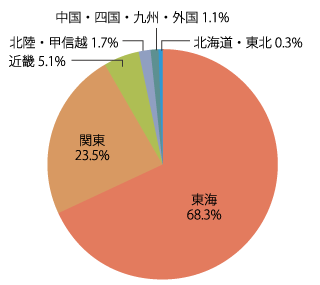 中国・四国・九州・外国 1.1%
北陸・甲信越 1.7%
北海道・東北 0.3%
近畿 5.1%
関東
23.5%
東海
68.3%